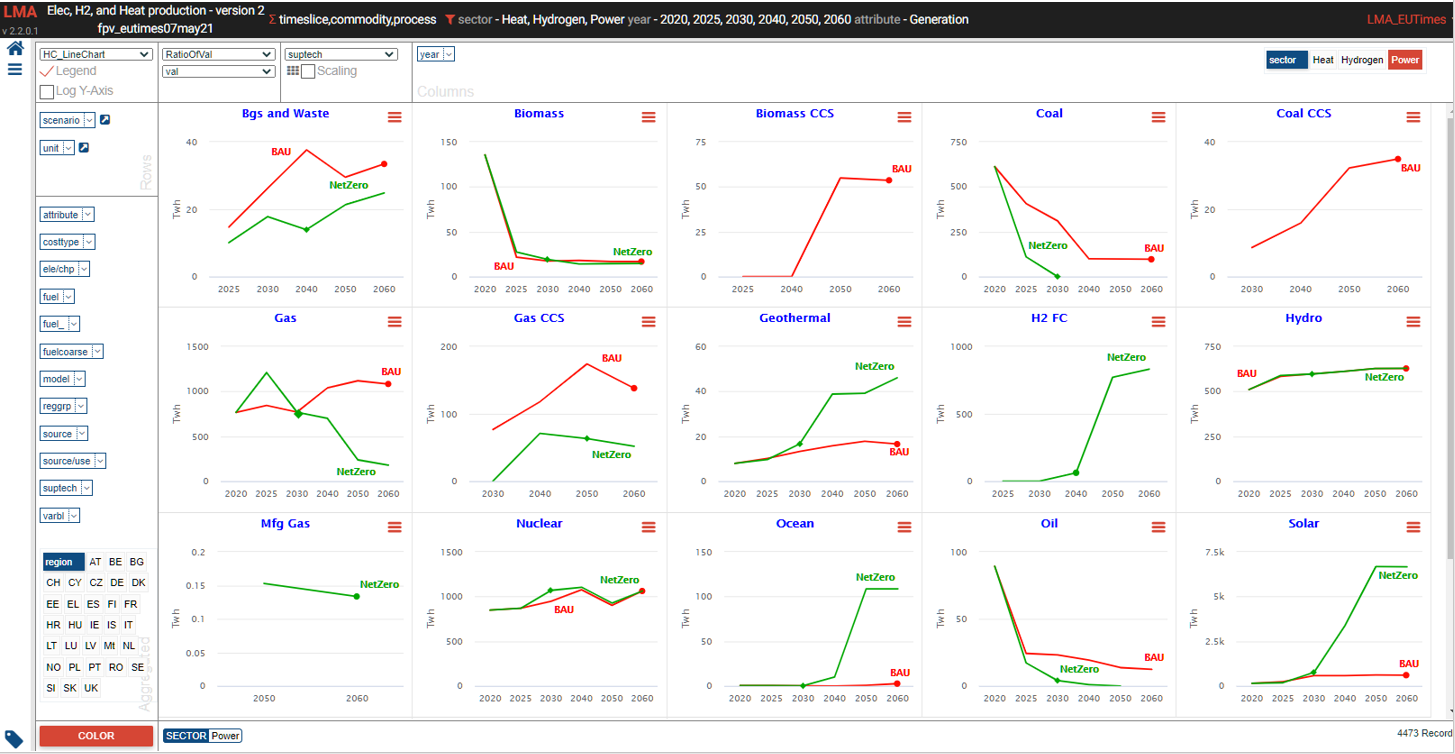 LMA Elec, H2, and Heat production - version 2
v 2.2.0.1 fpv_eutimes07may21
Σ timeslice,commodity,process sector - Heat, Hydrogen, Power year - 2020, 2025, 2030, 2040, 2050, 2060 attribute - Generation
LMA_EUTimes
HC_LineChart RatioOfVal suptech year
Legend val Scaling
Log Y-Axis
Columns
sector Heat Hydrogen Power
scenario
unit
Rows
attribute
costtype
ele/chp
fuel
fuel_
fuelcoarse
model
reggrp
source
source/use
suptech
varbl
region AT BE BG
CH CY CZ DE DK
EE EL ES FI FR
HR HU IE IS IT
LT LU LV Mt NL
NO PL PT RO SE
SI SK UK
Aggregated
COLOR
SECTOR Power
4473 Record
Bgs and Waste
Twh
40
20
0
BAU
NetZero
2025 2030 2040 2050 2060
Biomass
Twh
150
100
50
0
BAU
NetZero
2020 2025 2030 2040 2050 2060
Biomass CCS
Twh
75
50
25
0
BAU
2025 2040 2050 2060
Coal
Twh
750
500
250
0
NetZero
BAU
2020 2025 2030 2040 2050 2060
Coal CCS
Twh
40
20
0
BAU
2030 2040 2050 2060
Gas
Twh
1500
1000
500
0
BAU
NetZero
2020 2025 2030 2040 2050 2060
Gas CCS
Twh
200
100
0
BAU
NetZero
2030 2040 2050 2060
Geothermal
Twh
60
40
20
0
NetZero
BAU
2020 2025 2030 2040 2050 2060
H2 FC
Twh
1000
500
0
NetZero
2025 2030 2040 2050 2060
Hydro
Twh
750
500
250
0
BAU
NetZero
2020 2025 2030 2040 2050 2060
Mfg Gas
Twh
0.2
0.15
0.1
0.05
0
NetZero
2050 2060
Nuclear
Twh
1500
1000
500
0
NetZero
BAU
2020 2025 2030 2040 2050 2060
Ocean
Twh
150
100
50
0
NetZero
BAU
2020 2025 2030 2040 2050 2060
Oil
Twh
100
50
0
BAU
NetZero
2020 2025 2030 2040 2050 2060
Solar
Twh
7.5k
5k
2.5k
0
NetZero
BAU
2020 2025 2030 2040 2050 2060